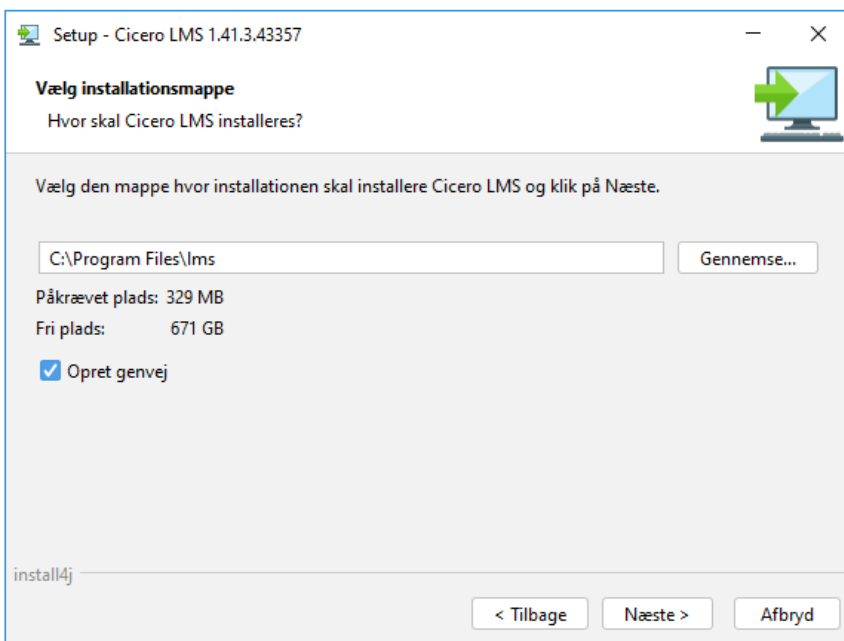 Setup - Cicero LMS 1.41.3.43357
Vælg installationsmappe
Hvor skal Cicero LMS installeres?
Vælg den mappe hvor installationen skal installere Cicero LMS og klik på Næste.
C:\Program Files\lms
Gennemse...
Påkrævet plads: 329 MB
Fri plads: 671 GB
Opret genvej
install4j
< Tilbage
Næste >
Afbryd